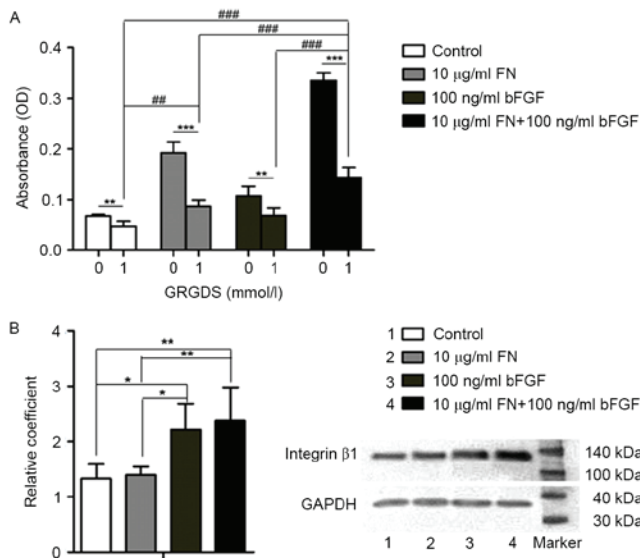 A
###
###
###
##
***
**
***
**
Absorbance (OD)
0.4
0.3
0.2
0.1
0.0
0 1 0 1 0 1 0 1
GRGDS (mmol/l)
Control
10 μg/ml FN
100 ng/ml bFGF
10 μg/ml FN+100 ng/ml bFGF
B
Relative coefficient
4
3
2
1
0
**
**
*
*
1 Control
2 10 μg/ml FN
3 100 ng/ml bFGF
4 10 μg/ml FN+100 ng/ml bFGF
Integrin β1
140 kDa
100 kDa
GAPDH
40 kDa
30 kDa
1 2 3 4 Marker